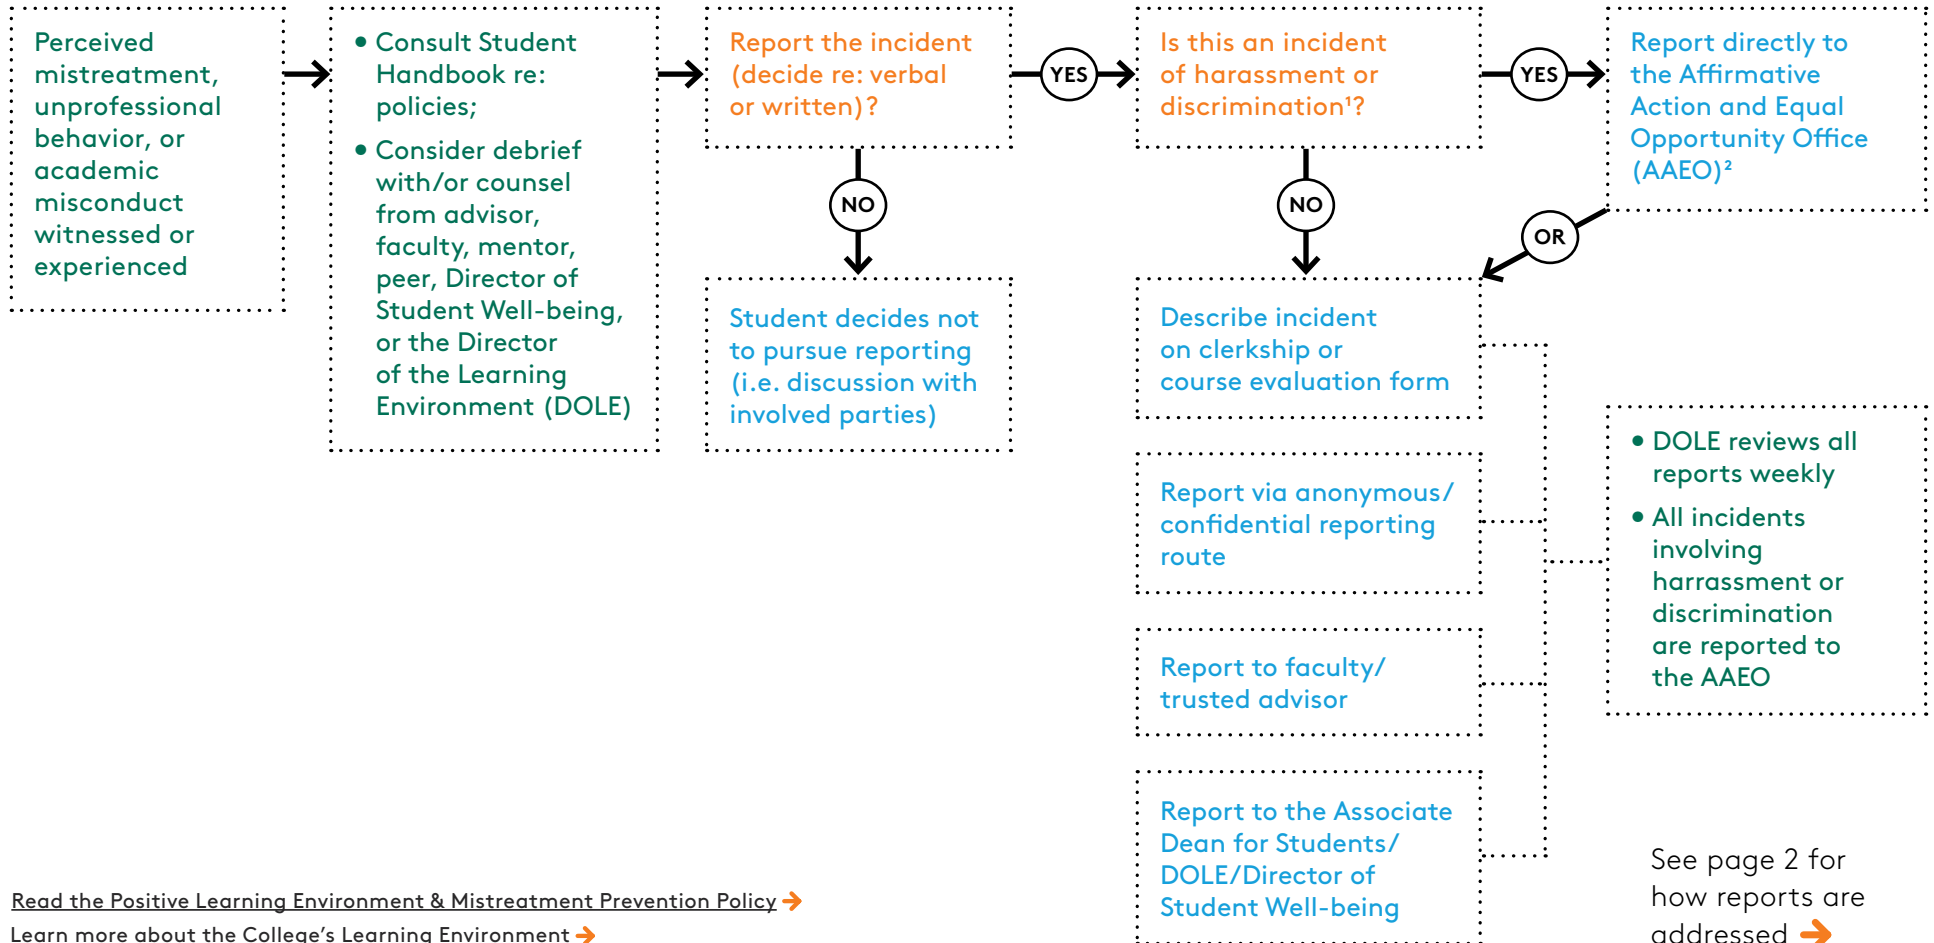 Perceived
mistreatment,
unprofessional
behavior, or
academic
misconduct
witnessed or
experienced
• Consult Student
Handbook re:
policies;
• Consider debrief
with/or counsel
from advisor,
faculty, mentor,
peer, Director of
Student Well-being,
or the Director
of the Learning
Environment (DOLE)
Report the incident
(decide re: verbal
or written)?
YES
NO
Student decides not
to pursue reporting
(i.e. discussion with
involved parties)
Is this an incident
of harassment or
discrimination¹?
YES
NO
Report directly to
the Affirmative
Action and Equal
Opportunity Office
(AAEO)²
OR
Describe incident
on clerkship or
course evaluation form
Report via anonymous/
confidential reporting
route
Report to faculty/
trusted advisor
Report to the Associate
Dean for Students/
DOLE/Director of
Student Well-being
• DOLE reviews all
reports weekly
• All incidents
involving
harrassment or
discrimination
are reported to
the AAEO
See page 2 for
how reports are
addressed →
Read the Positive Learning Environment & Mistreatment Prevention Policy →
Learn more about the College's Learning Environment →